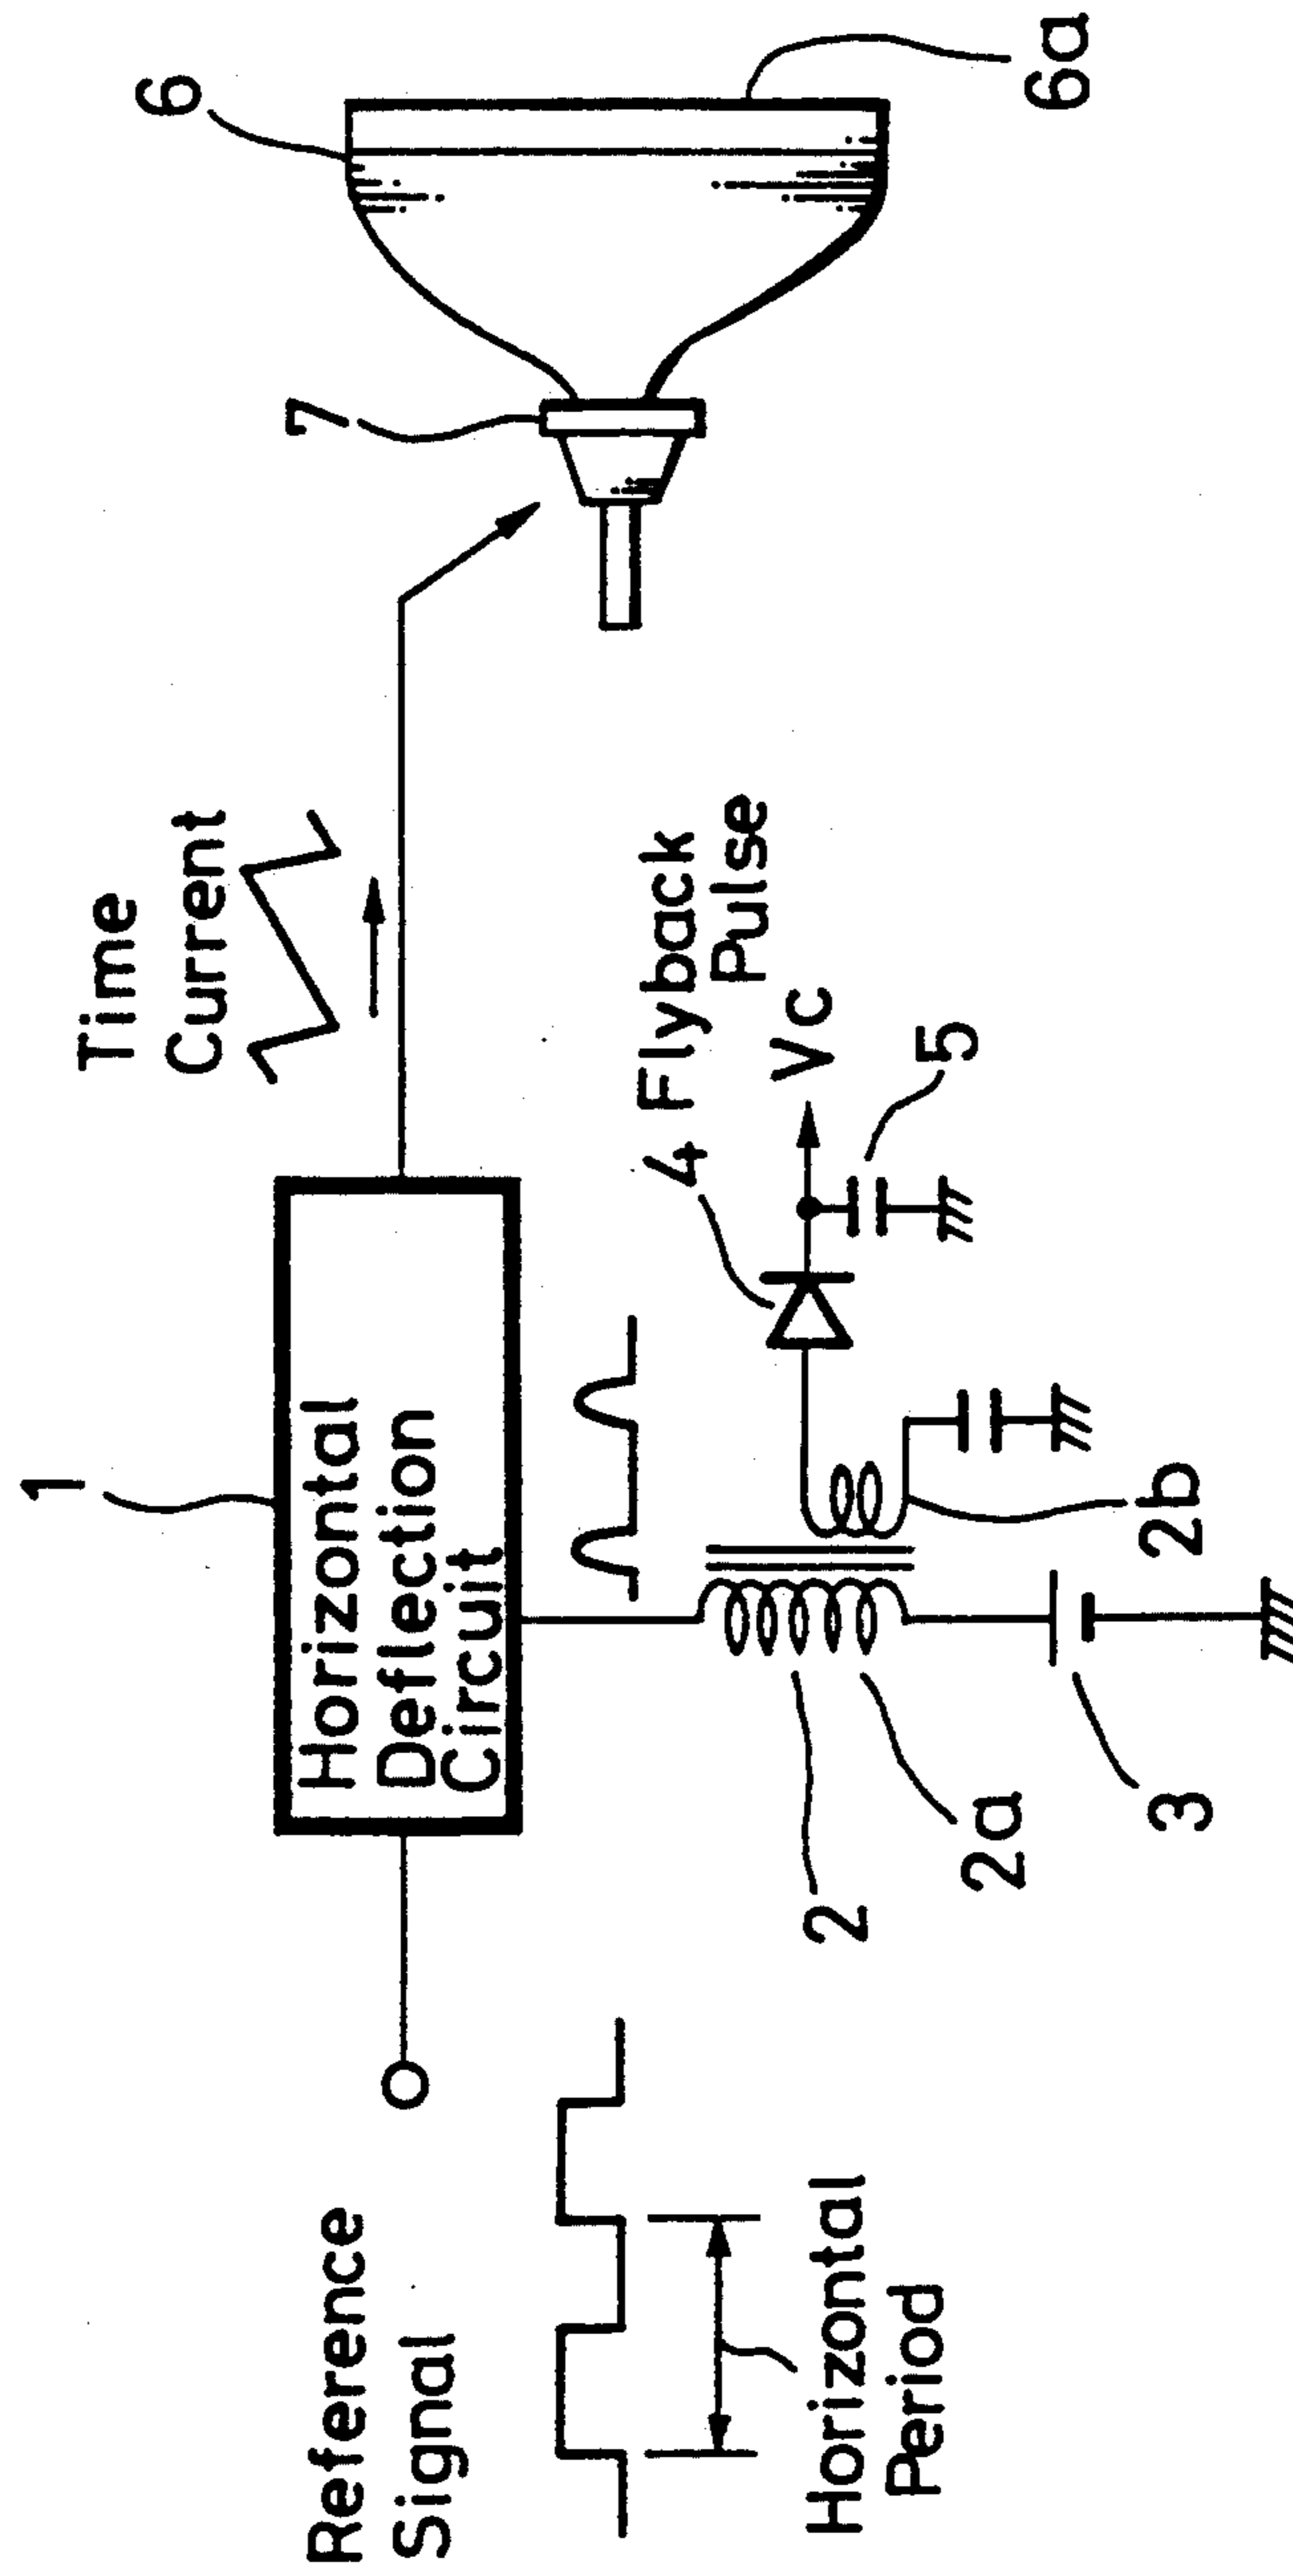 1
Time
Current
6
7
6a
Horizontal
Deflection
Circuit
Reference
Signal
Horizontal
Period
4 Flyback
Pulse
Vc
5
2
2a
2b
3